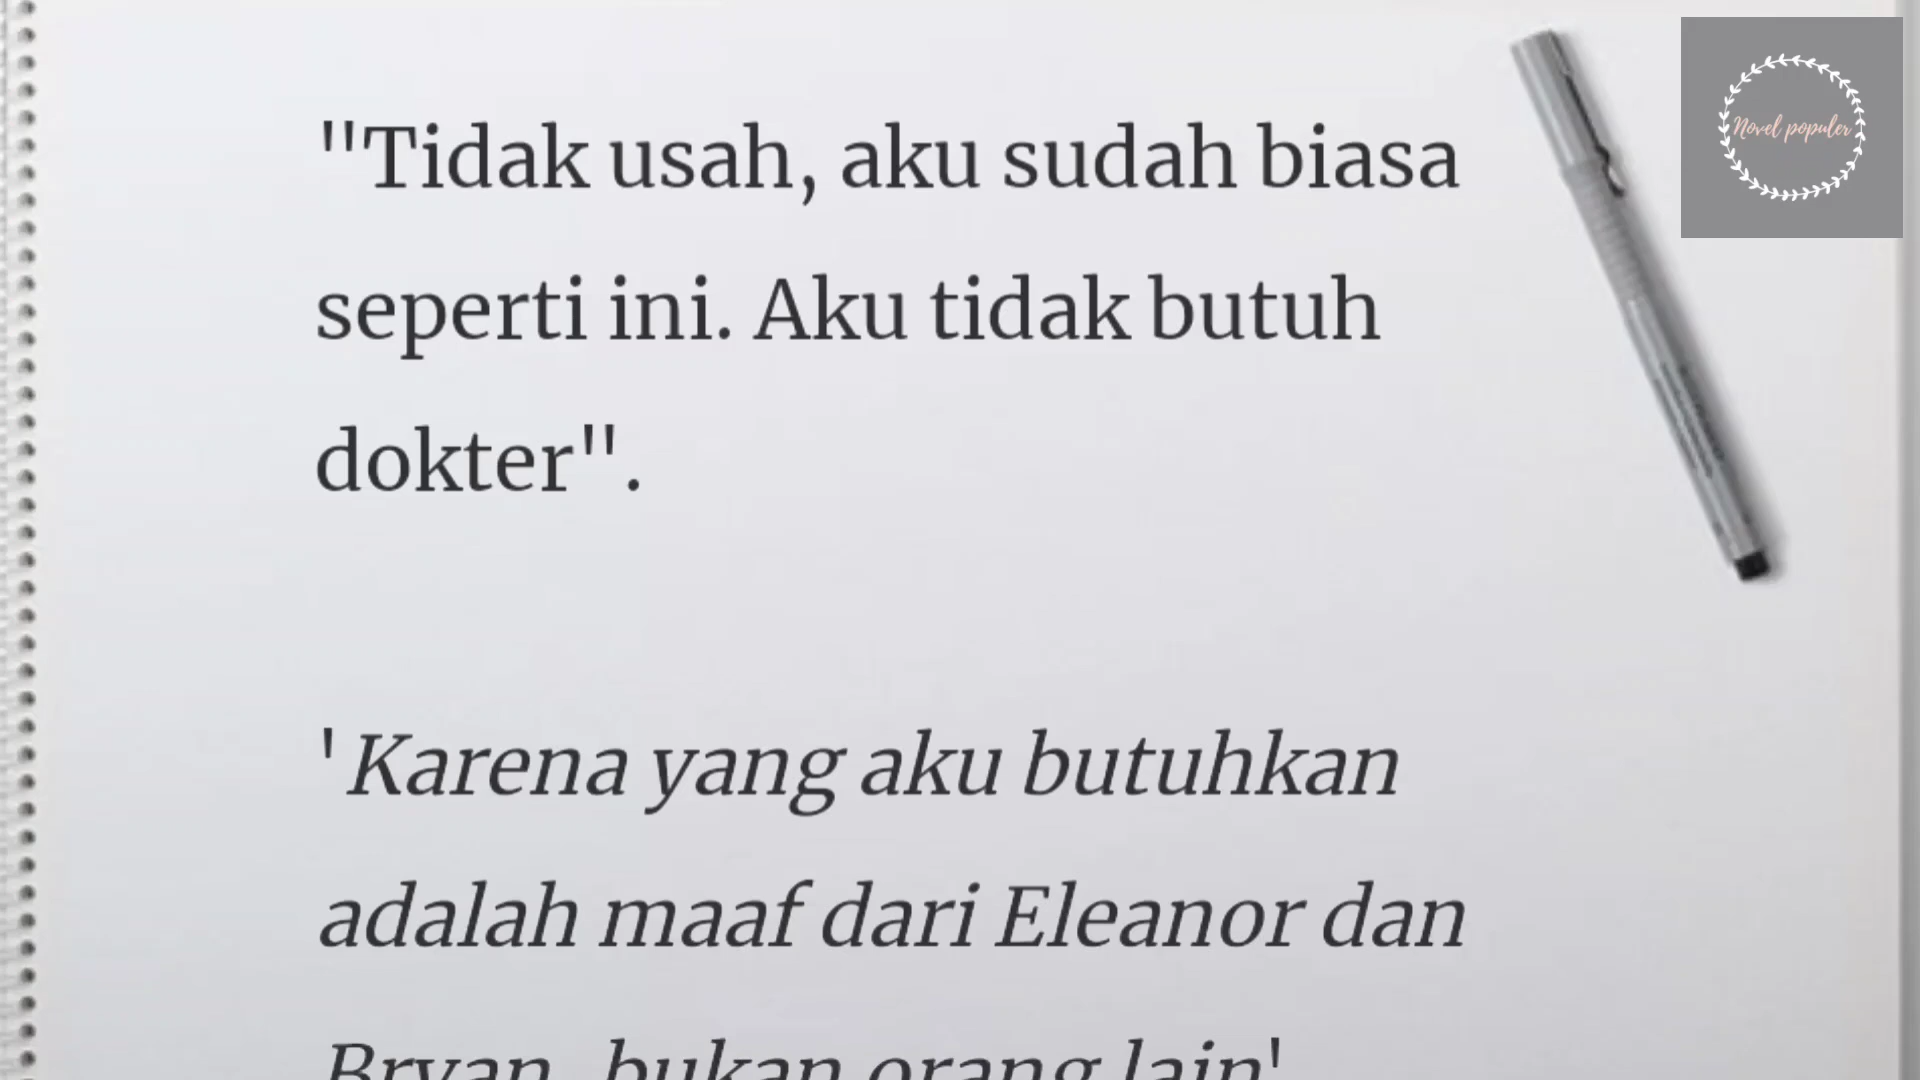 "Tidak usah, aku sudah biasa
seperti ini. Aku tidak butuh
dokter".
'Karena yang aku butuhkan
adalah maaf dari Eleanor dan
Bryan, bukan orang lain'
Novel populer